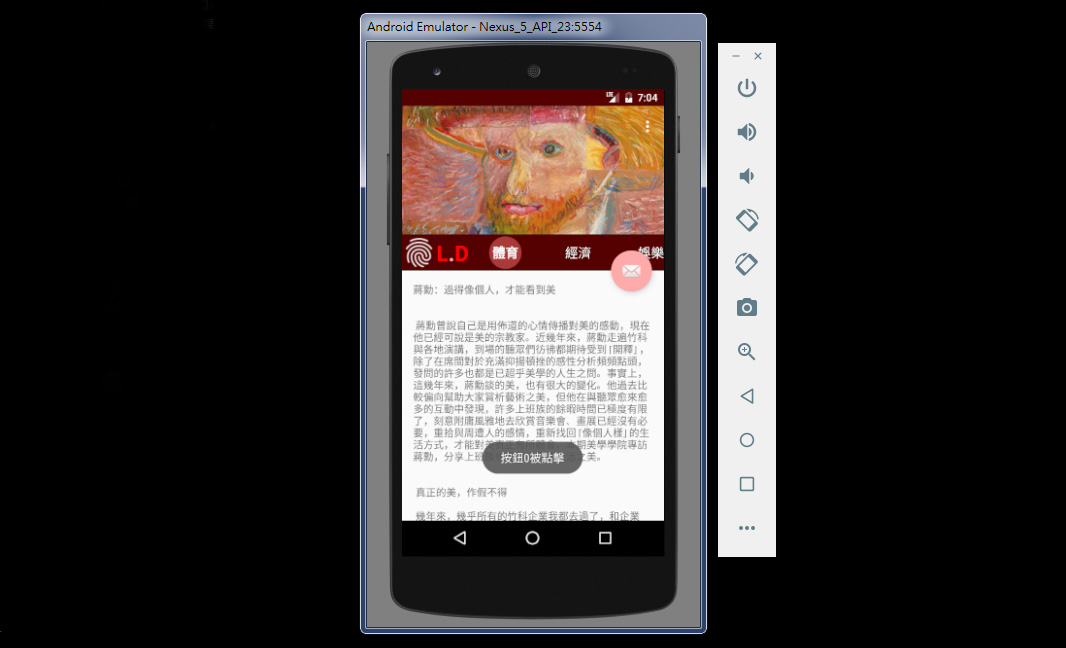 Android Emulator - Nexus_5_API_23:5554
LTE 7:04
L.D 體育 經濟 娛樂
蔣勳：過得像個人，才能看到美
蔣勳曾說自己是用佈道的心情傳播對美的感動，現在
他已經可說是美的宗教家。近幾年來，蔣勳走遍竹科
與各地演講，到場的聽眾們彷彿都期待受到「開釋」，
除了在席間對於充滿抑揚頓挫的感性分析頻頻點頭，
發問的許多也都是已超乎美學的人生之問。事實上，
這幾年來，蔣勳談的美，也有很大的變化。他過去比
較偏向幫助大家賞析藝術之美，但他在與聽眾愈來愈
多的互動中發現，許多上班族的餘暇時間已極度有限
了，刻意附庸風雅地去欣賞音樂會、畫展已經沒有必
要，重拾與周遭人的感情，重新找回「像個人樣」的生
活方式，才能對美 期美學學院專訪
蔣勳，分享上班 之美。
按鈕0被點擊
真正的美，作假不得
幾年來，幾乎所有的竹科企業我都去過了，和企業